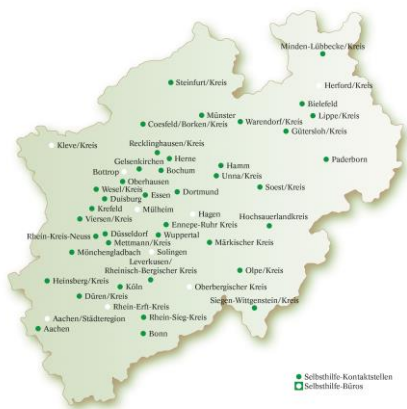 Minden-Lübbecke/Kreis
Steinfurt/Kreis
Herford/Kreis
Bielefeld
Münster
Lippe/Kreis
Coesfeld/Borken/Kreis
Warendorf/Kreis
Gütersloh/Kreis
Recklinghausen/Kreis
Kleve/Kreis
Herne
Paderborn
Gelsenkirchen
Hamm
Bottrop
Bochum
Unna/Kreis
Oberhausen
Wesel/Kreis
Essen
Dortmund
Soest/Kreis
Duisburg
Krefeld
Mülheim
Hagen
Viersen/Kreis
Ennepe-Ruhr Kreis
Hochsauerlandkreis
Rhein-Kreis-Neuss
Düsseldorf
Wuppertal
Mettmann/Kreis
Märkischer Kreis
Mönchengladbach
Solingen
Leverkusen/
Rheinisch-Bergischer Kreis
Olpe/Kreis
Heinsberg/Kreis
Köln
Oberbergischer Kreis
Düren/Kreis
Siegen-Wittgenstein/Kreis
Rhein-Erft-Kreis
Aachen/Städteregion
Rhein-Sieg-Kreis
Aachen
Bonn
Selbsthilfe-Kontaktstellen
Selbsthilfe-Büros